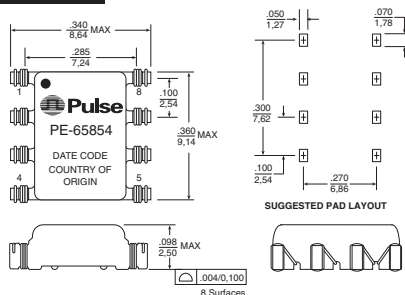 .340
8,64 MAX
.285
7,24
1
8
.100
2,54
Pulse
PE-65854
DATE CODE
COUNTRY OF
ORIGIN
.360
9,14 MAX
4
5
.050
1,27
.070
1,78
.300
7,62
.100
2,54
.270
6,86
SUGGESTED PAD LAYOUT
.098
2,50 MAX
.004/0,100
8 Surfaces